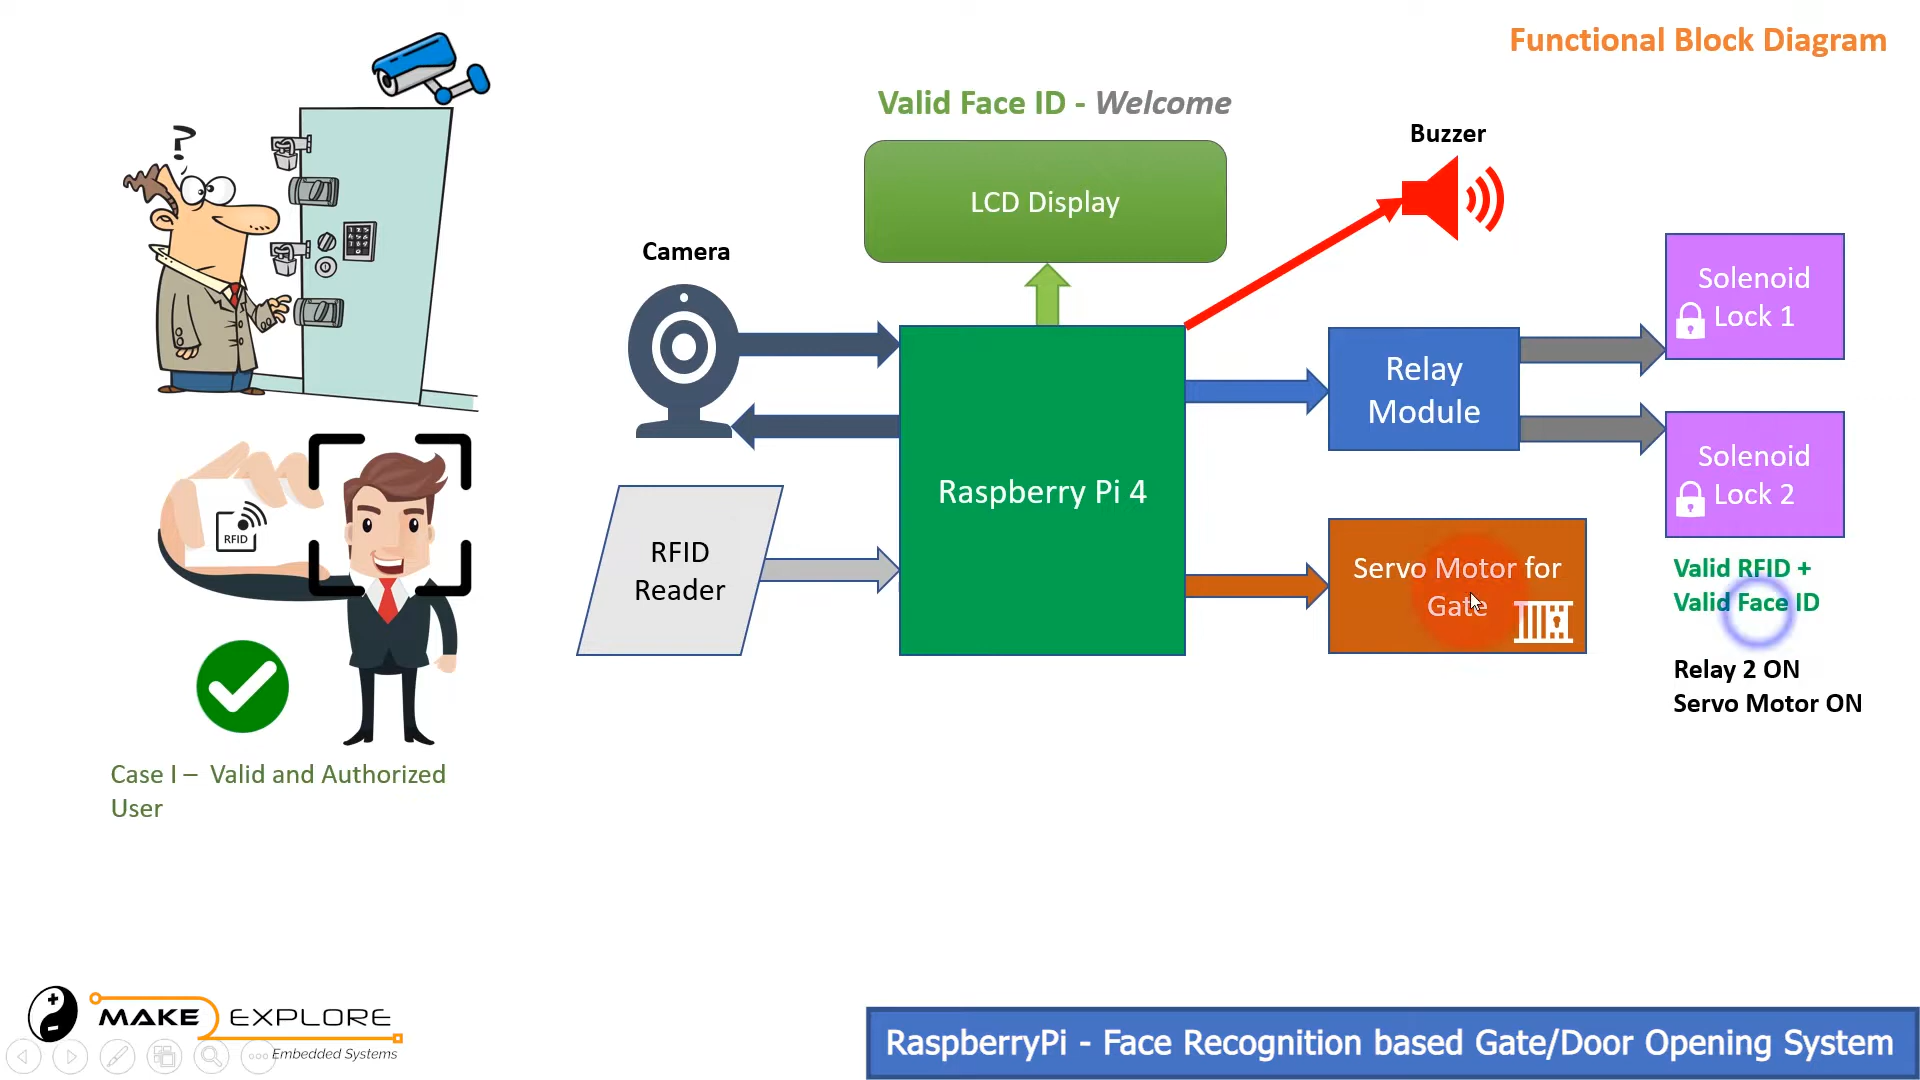 Functional Block Diagram
Valid Face ID - Welcome
LCD Display
Buzzer
Camera
RFID
Reader
Raspberry Pi 4
Relay
Module
Solenoid
Lock 1
Solenoid
Lock 2
Servo Motor for
Gate
Valid RFID +
Valid Face ID
Relay 2 ON
Servo Motor ON
?
RFID
Case I – Valid and Authorized
User
MAKE EXPLORE
Embedded Systems
RaspberryPi - Face Recognition based Gate/Door Opening System